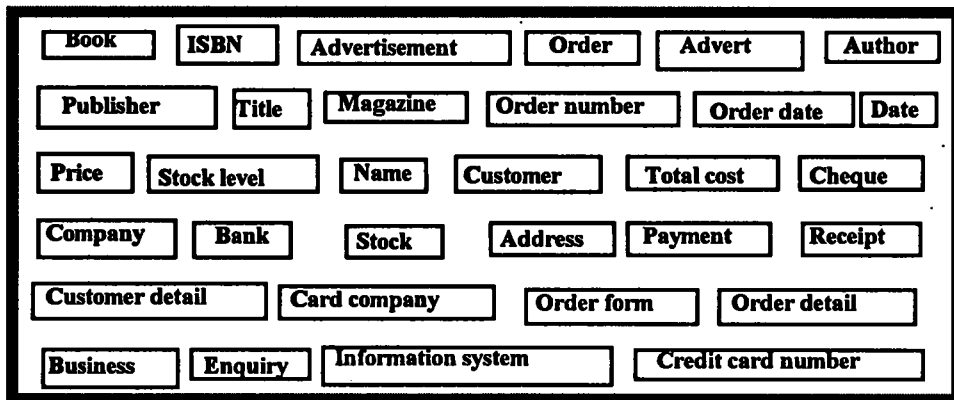 Book ISBN Advertisement Order Advert Author
Publisher Title Magazine Order number Order date Date
Price Stock level Name Customer Total cost Cheque
Company Bank Stock Address Payment Receipt
Customer detail Card company Order form Order detail
Business Enquiry Information system Credit card number